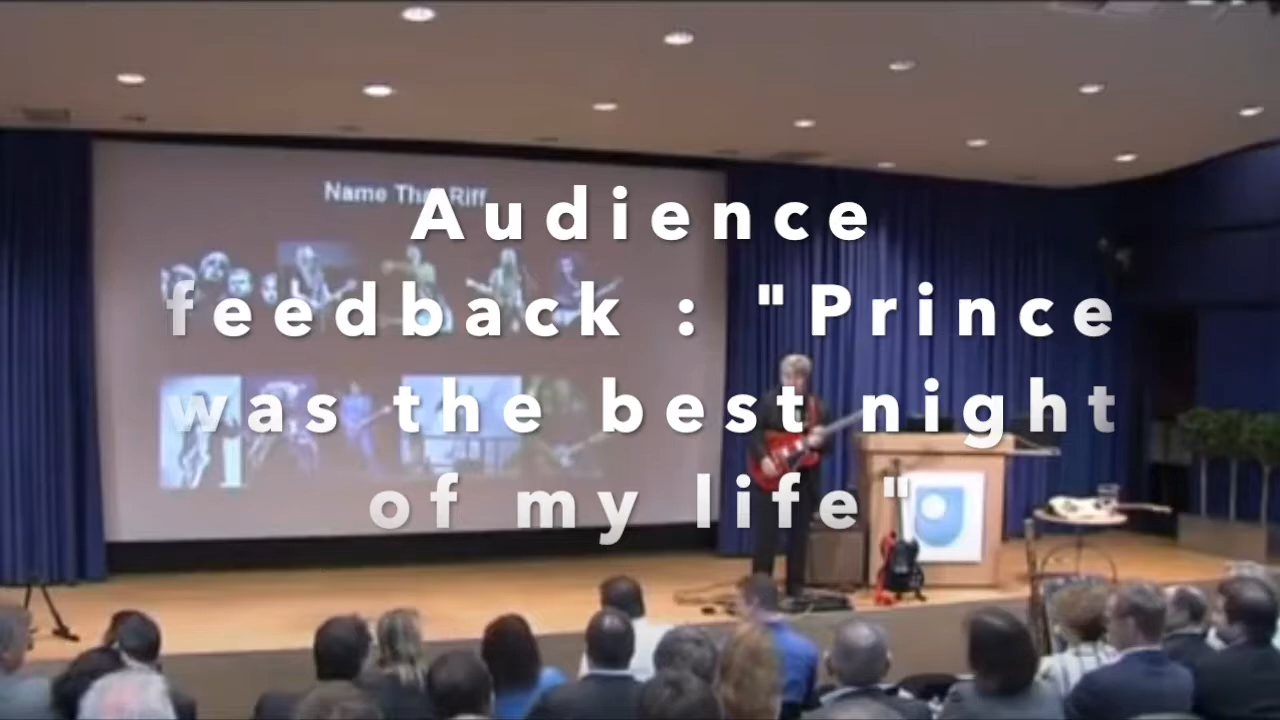 Name That Riff
Audience
feedback : "Prince
was the best night
of my life"